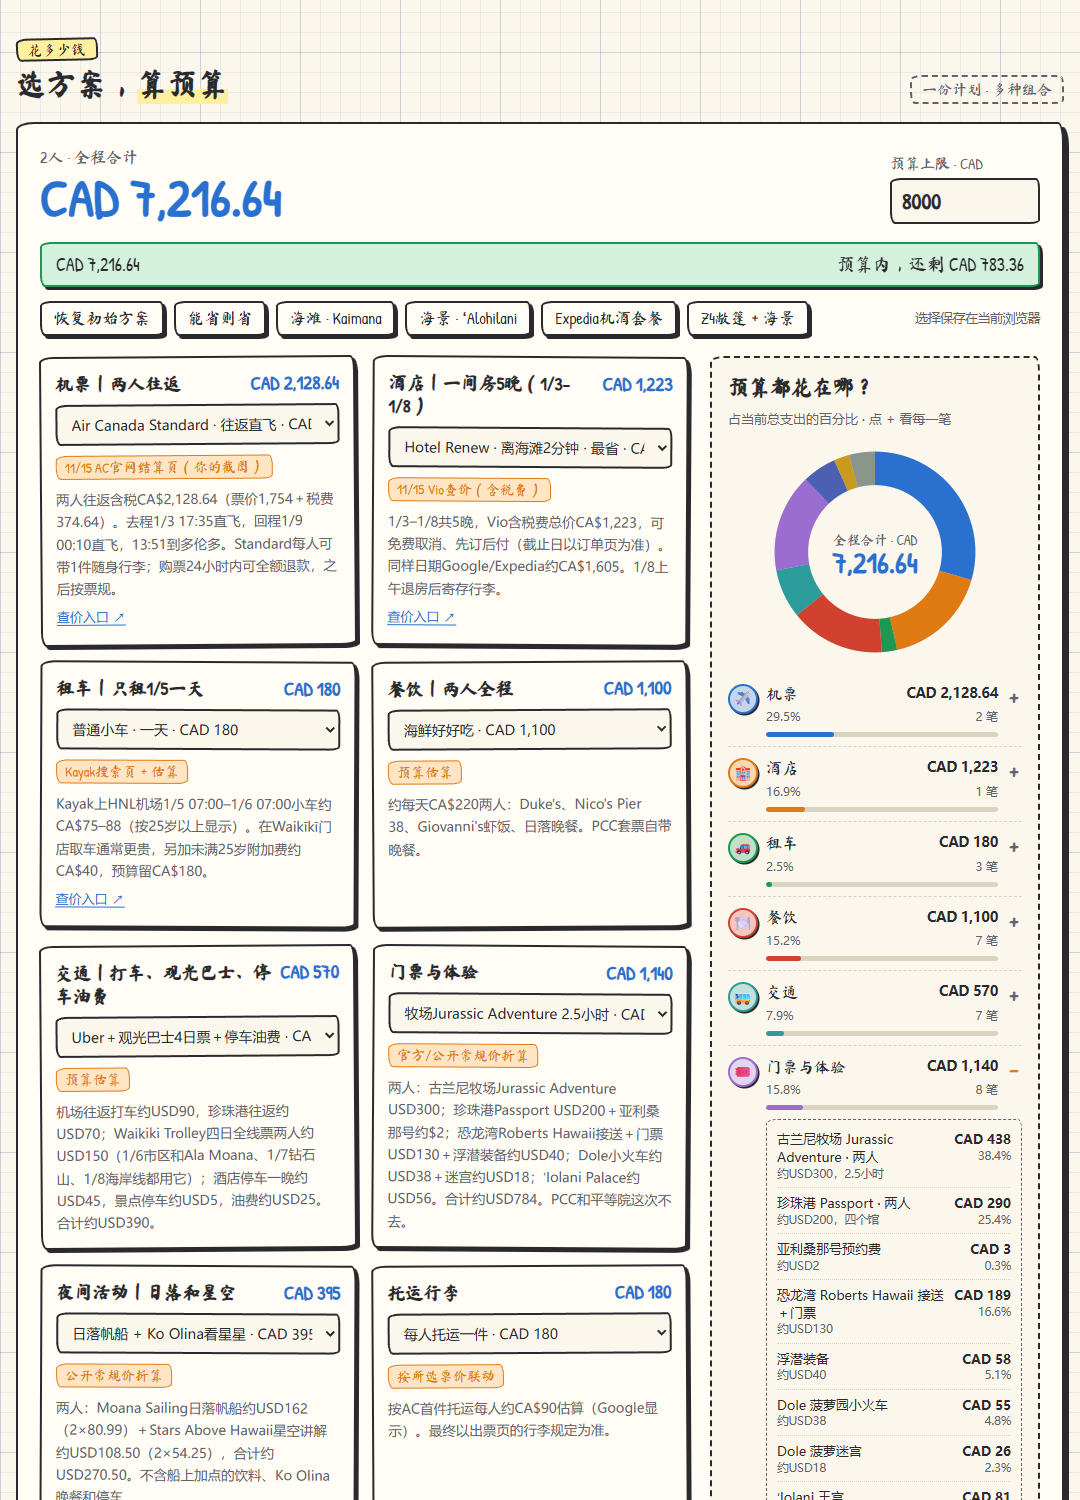 花多少钱
选方案，算预算
一份计划 · 多种组合
2人 · 全程合计
CAD 7,216.64
预算上限 · CAD
8000
CAD 7,216.64
预算内，还剩 CAD 783.36
恢复初始方案
能省则省
海滩 · Kaimana
海景 · ʻAlohilani
Expedia机酒套餐
Z4敞篷 + 海景
选择保存在当前浏览器
机票丨两人往返
CAD 2,128.64
Air Canada Standard · 往返直飞 · CAD
11/15 AC官网结算页（你的截图）
两人往返含税CA$2,128.64（票价1,754＋税费
374.64）。去程1/3 17:35直飞，回程1/9
00:10直飞，13:51到多伦多。Standard每人可
带1件随身行李；购票24小时内可全额退款，之
后按票规。
查价入口 ↗
酒店丨一间房5晚（1/3–
1/8）
CAD 1,223
Hotel Renew · 离海滩2分钟 · 最省 · CA
11/15 Vio查价（含税费）
1/3–1/8共5晚，Vio含税费总价CA$1,223，可
免费取消、先订后付（截止日以订单页为准）。
同样日期Google/Expedia约CA$1,605。1/8上
午退房后寄存行李。
查价入口 ↗
租车丨只租1/5一天
CAD 180
普通小车 · 一天 · CAD 180
Kayak搜索页 + 估算
Kayak上HNL机场1/5 07:00–1/6 07:00小车约
CA$75–88（按25岁以上显示）。在Waikīkī门
店取车通常更贵，另加未满25岁附加费约
CA$40，预算留CA$180。
查价入口 ↗
餐饮丨两人全程
CAD 1,100
海鲜好好吃 · CAD 1,100
预算估算
约每天CA$220两人：Duke's、Nico's Pier
38、Giovanni's虾饭、日落晚餐。PCC套票自带
晚餐。
交通丨打车、观光巴士、停
车油费
CAD 570
Uber＋观光巴士4日票＋停车油费 · CA
预算估算
机场往返打车约USD90，珍珠港往返约
USD70；Waikiki Trolley四日全线票两人约
USD150（1/6市区和Ala Moana、1/7钻石
山、1/8海岸线都用它）；酒店停车一晚约
USD45，景点停车约USD5，油费约USD25。
合计约USD390。
门票与体验
CAD 1,140
牧场Jurassic Adventure 2.5小时 · CAD
官方/公开常规价折算
两人：古兰尼牧场Jurassic Adventure
USD300；珍珠港Passport USD200＋亚利桑
那号约$2；恐龙湾Roberts Hawaii接送＋门票
USD130＋浮潜装备约USD40；Dole小火车约
USD38＋迷宫约USD18；ʻIolani Palace约
USD56。合计约USD784。PCC和平等院这次不
去。
夜间活动丨日落和星空
CAD 395
日落帆船 + Ko Olina看星星 · CAD 395
公开常规价折算
两人：Moana Sailing日落帆船约USD162
（2×80.99）＋Stars Above Hawaii星空讲解
约USD108.50（2×54.25），合计约
USD270.50。不含船上加点的饮料、Ko Olina
晚餐和停车
托运行李
CAD 180
每人托运一件 · CAD 180
按所选票价联动
按AC首件托运每人约CA$90估算（Google显
示）。最终以出票页的行李规定为准。
预算都花在哪？
占当前总支出的百分比 · 点 + 看每一笔
全程合计 · CAD
7,216.64
机票
CAD 2,128.64
+
29.5%
2 笔
酒店
CAD 1,223
+
16.9%
1 笔
租车
CAD 180
+
2.5%
3 笔
餐饮
CAD 1,100
+
15.2%
7 笔
交通
CAD 570
+
7.9%
7 笔
门票与体验
CAD 1,140
−
15.8%
8 笔
古兰尼牧场 Jurassic
Adventure · 两人
约USD300，2.5小时
CAD 438
38.4%
珍珠港 Passport · 两人
约USD200，四个馆
CAD 290
25.4%
亚利桑那号预约费
约USD2
CAD 3
0.3%
恐龙湾 Roberts Hawaii 接送
＋门票
约USD130
CAD 189
16.6%
浮潜装备
约USD40
CAD 58
5.1%
Dole 菠萝园小火车
约USD38
CAD 55
4.8%
Dole 菠萝迷宫
约USD18
CAD 26
2.3%
ʻIolani 王宫
CAD 81